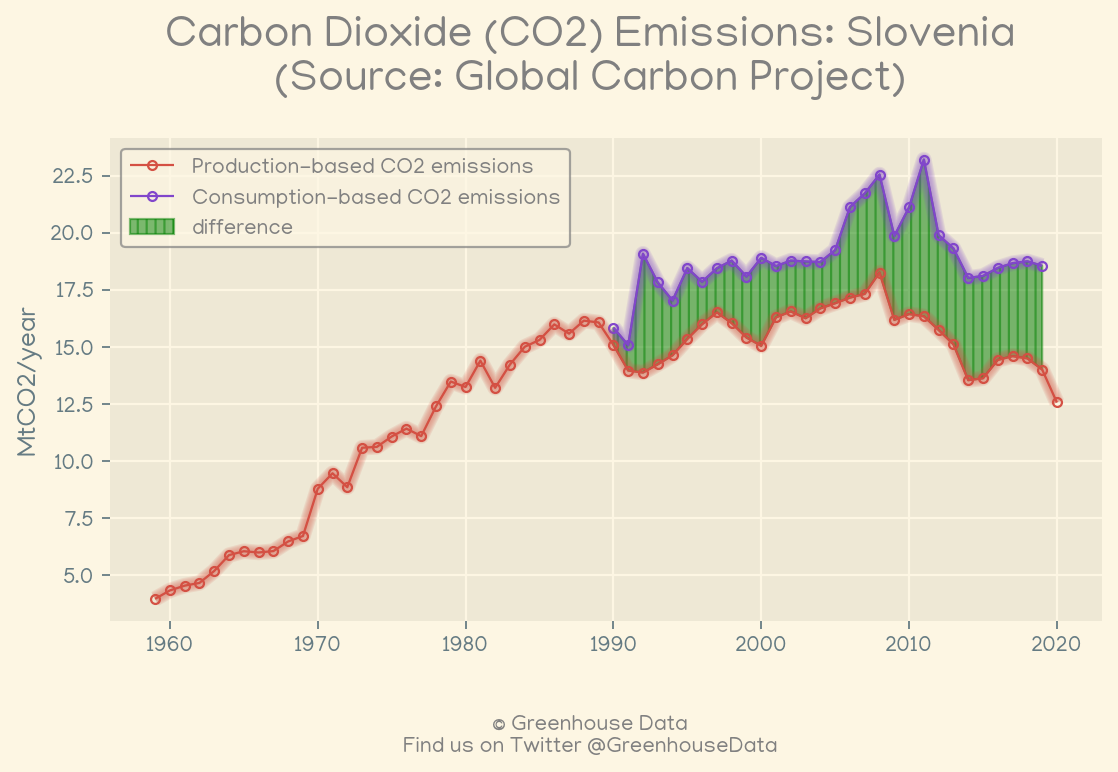 Carbon Dioxide (CO2) Emissions: Slovenia
(Source: Global Carbon Project)
Production-based CO2 emissions
Consumption-based CO2 emissions
difference
MtCO2/year
22.5
20.0
17.5
15.0
12.5
10.0
7.5
5.0
1960 1970 1980 1990 2000 2010 2020
© Greenhouse Data
Find us on Twitter @GreenhouseData